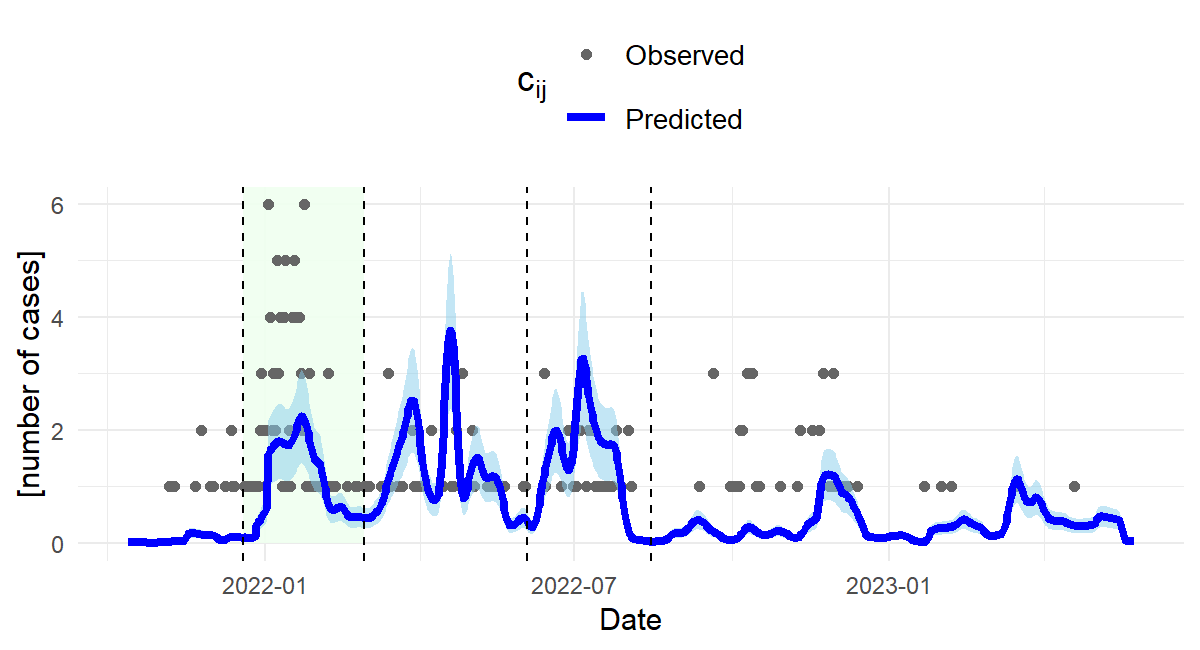 c_ij
Observed
Predicted
[number of cases]
6
4
2
0
2022-01
2022-07
2023-01
Date